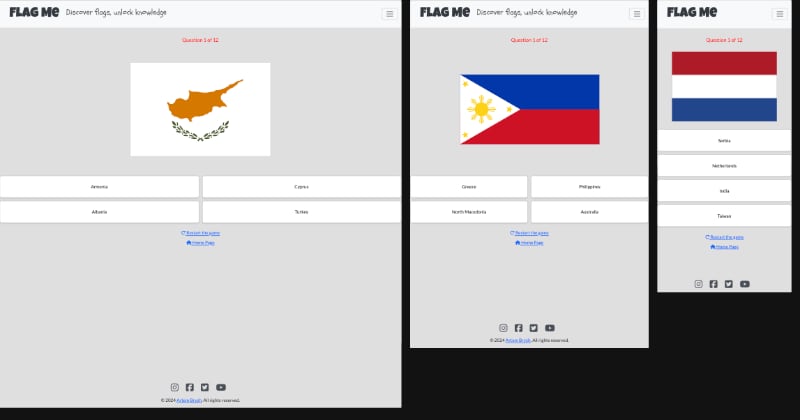 FLAG Me Discover flags, unlock knowledge
Question 1 of 12
Armenia
Cyprus
Albania
Turkey
Restart the game
Home Page
© 2024 Artem Bryzh. All rights reserved.
FLAG Me Discover flags, unlock knowledge
Question 1 of 12
Greece
Philippines
North Macedonia
Australia
Restart the game
Home Page
© 2024 Artem Bryzh. All rights reserved.
FLAG Me
Question 1 of 12
Serbia
Netherlands
India
Taiwan
Restart the game
Home Page